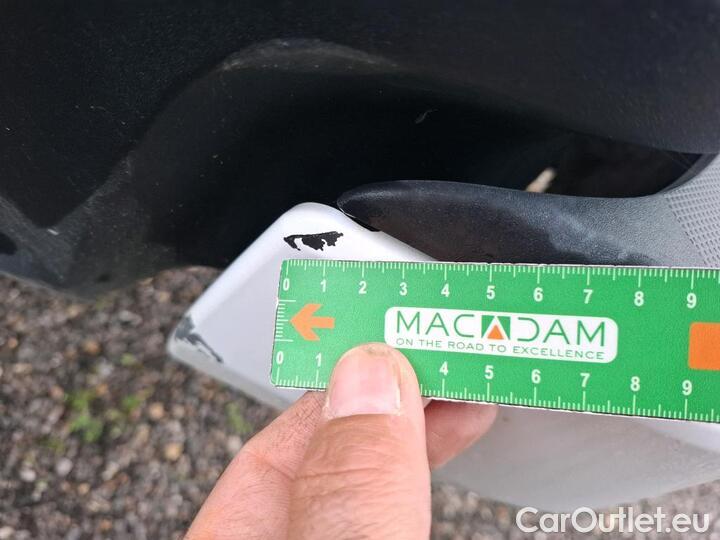 0 1 2 3 4 5 6 7 8 9
MACADAM
ON THE ROAD TO EXCELLENCE
0 1 4 5 6 7 8 9
CarOutlet.eu